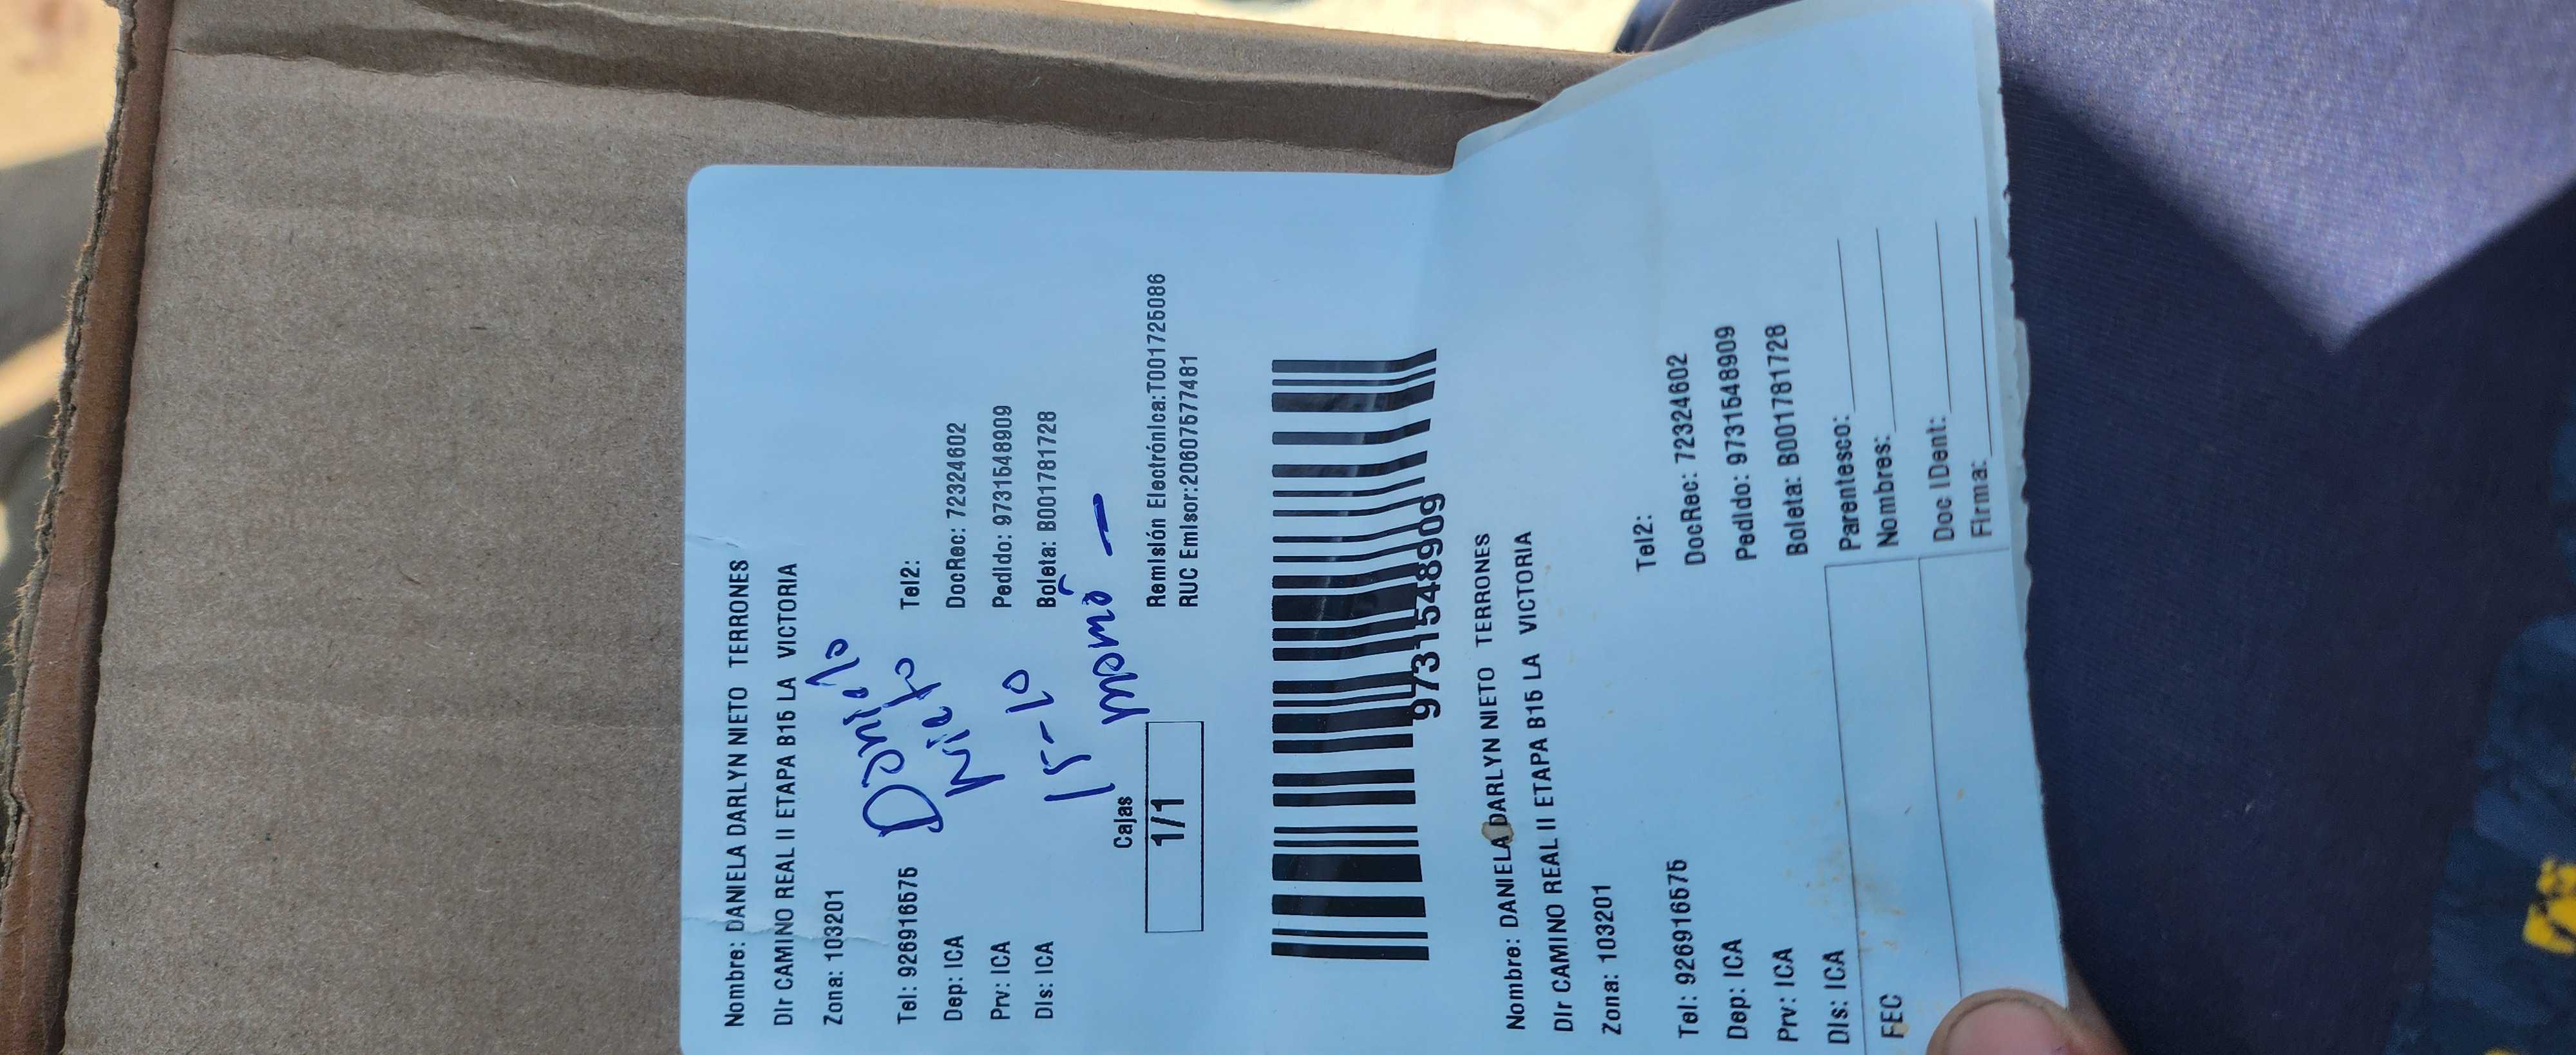 Nombre: DANIELA DARLYN NIETO TERRONES
DIr CAMINO REAL II ETAPA B15 LA VICTORIA
Zona: 103201
Daniela
Tel: 926916575 Tel2:
Nieto
Dep: ICA DocRec: 72324602
Prv: ICA Pedido: 9731548909
15-10
DIs: ICA Boleta: B001781728
mamá -
Cajas
1/1
Remisión Electrónica:T001725086
RUC Emisor:20607577481
9731548909
Nombre: DANIELA DARLYN NIETO TERRONES
DIr CAMINO REAL II ETAPA B15 LA VICTORIA
Zona: 103201
Tel: 926916575 Tel2:
Dep: ICA DocRec: 72324602
Prv: ICA Pedido: 9731548909
DIs: ICA Boleta: B001781728
FEC
Parentesco:
Nombres:
Doc IDent:
Firma: